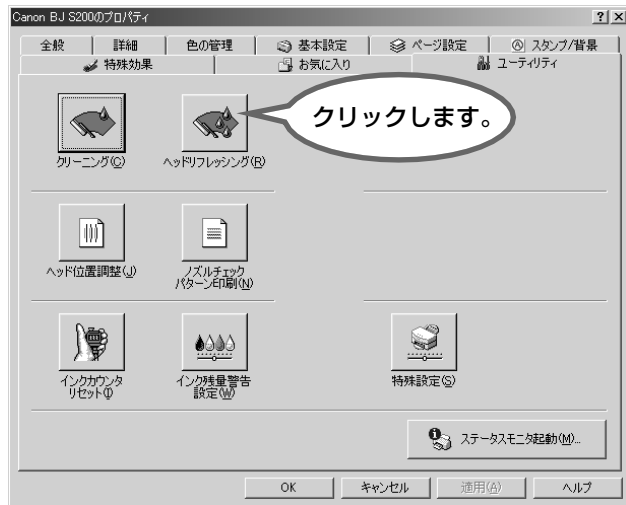 Canon BJ S200のプロパティ
? ×
全般 詳細 色の管理 基本設定 ページ設定 スタンプ/背景
特殊効果 お気に入り ユーティリティ
クリックします。
クリーニング(C) ヘッドリフレッシング(R)
ヘッド位置調整(J) ノズルチェック
パターン印刷(N)
インクカウンタ
リセット(I)
インク残量警告
設定(W)
特殊設定(S)
ステータスモニタ起動(M)...
OK キャンセル 適用(A) ヘルプ